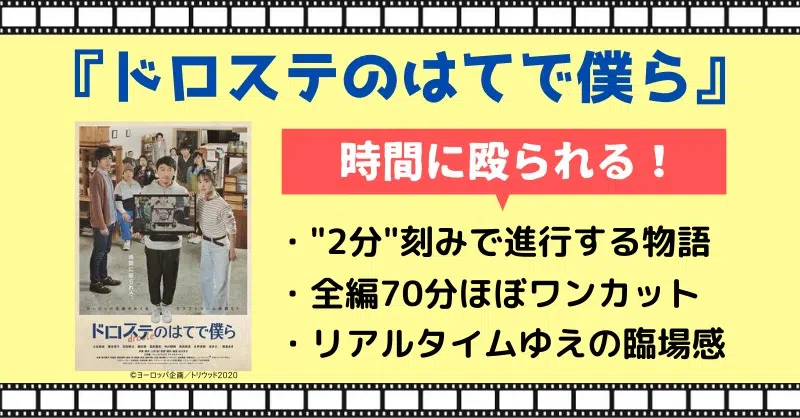 『ドロステのはてで僕ら』
時間に殴られる！
・"2分"刻みで進行する物語
・全編70分ほぼワンカット
・リアルタイムゆえの臨場感
時間に殴られろ。
ドロステのはてで僕ら
droste
©ヨーロッパ企画／トリウッド2020